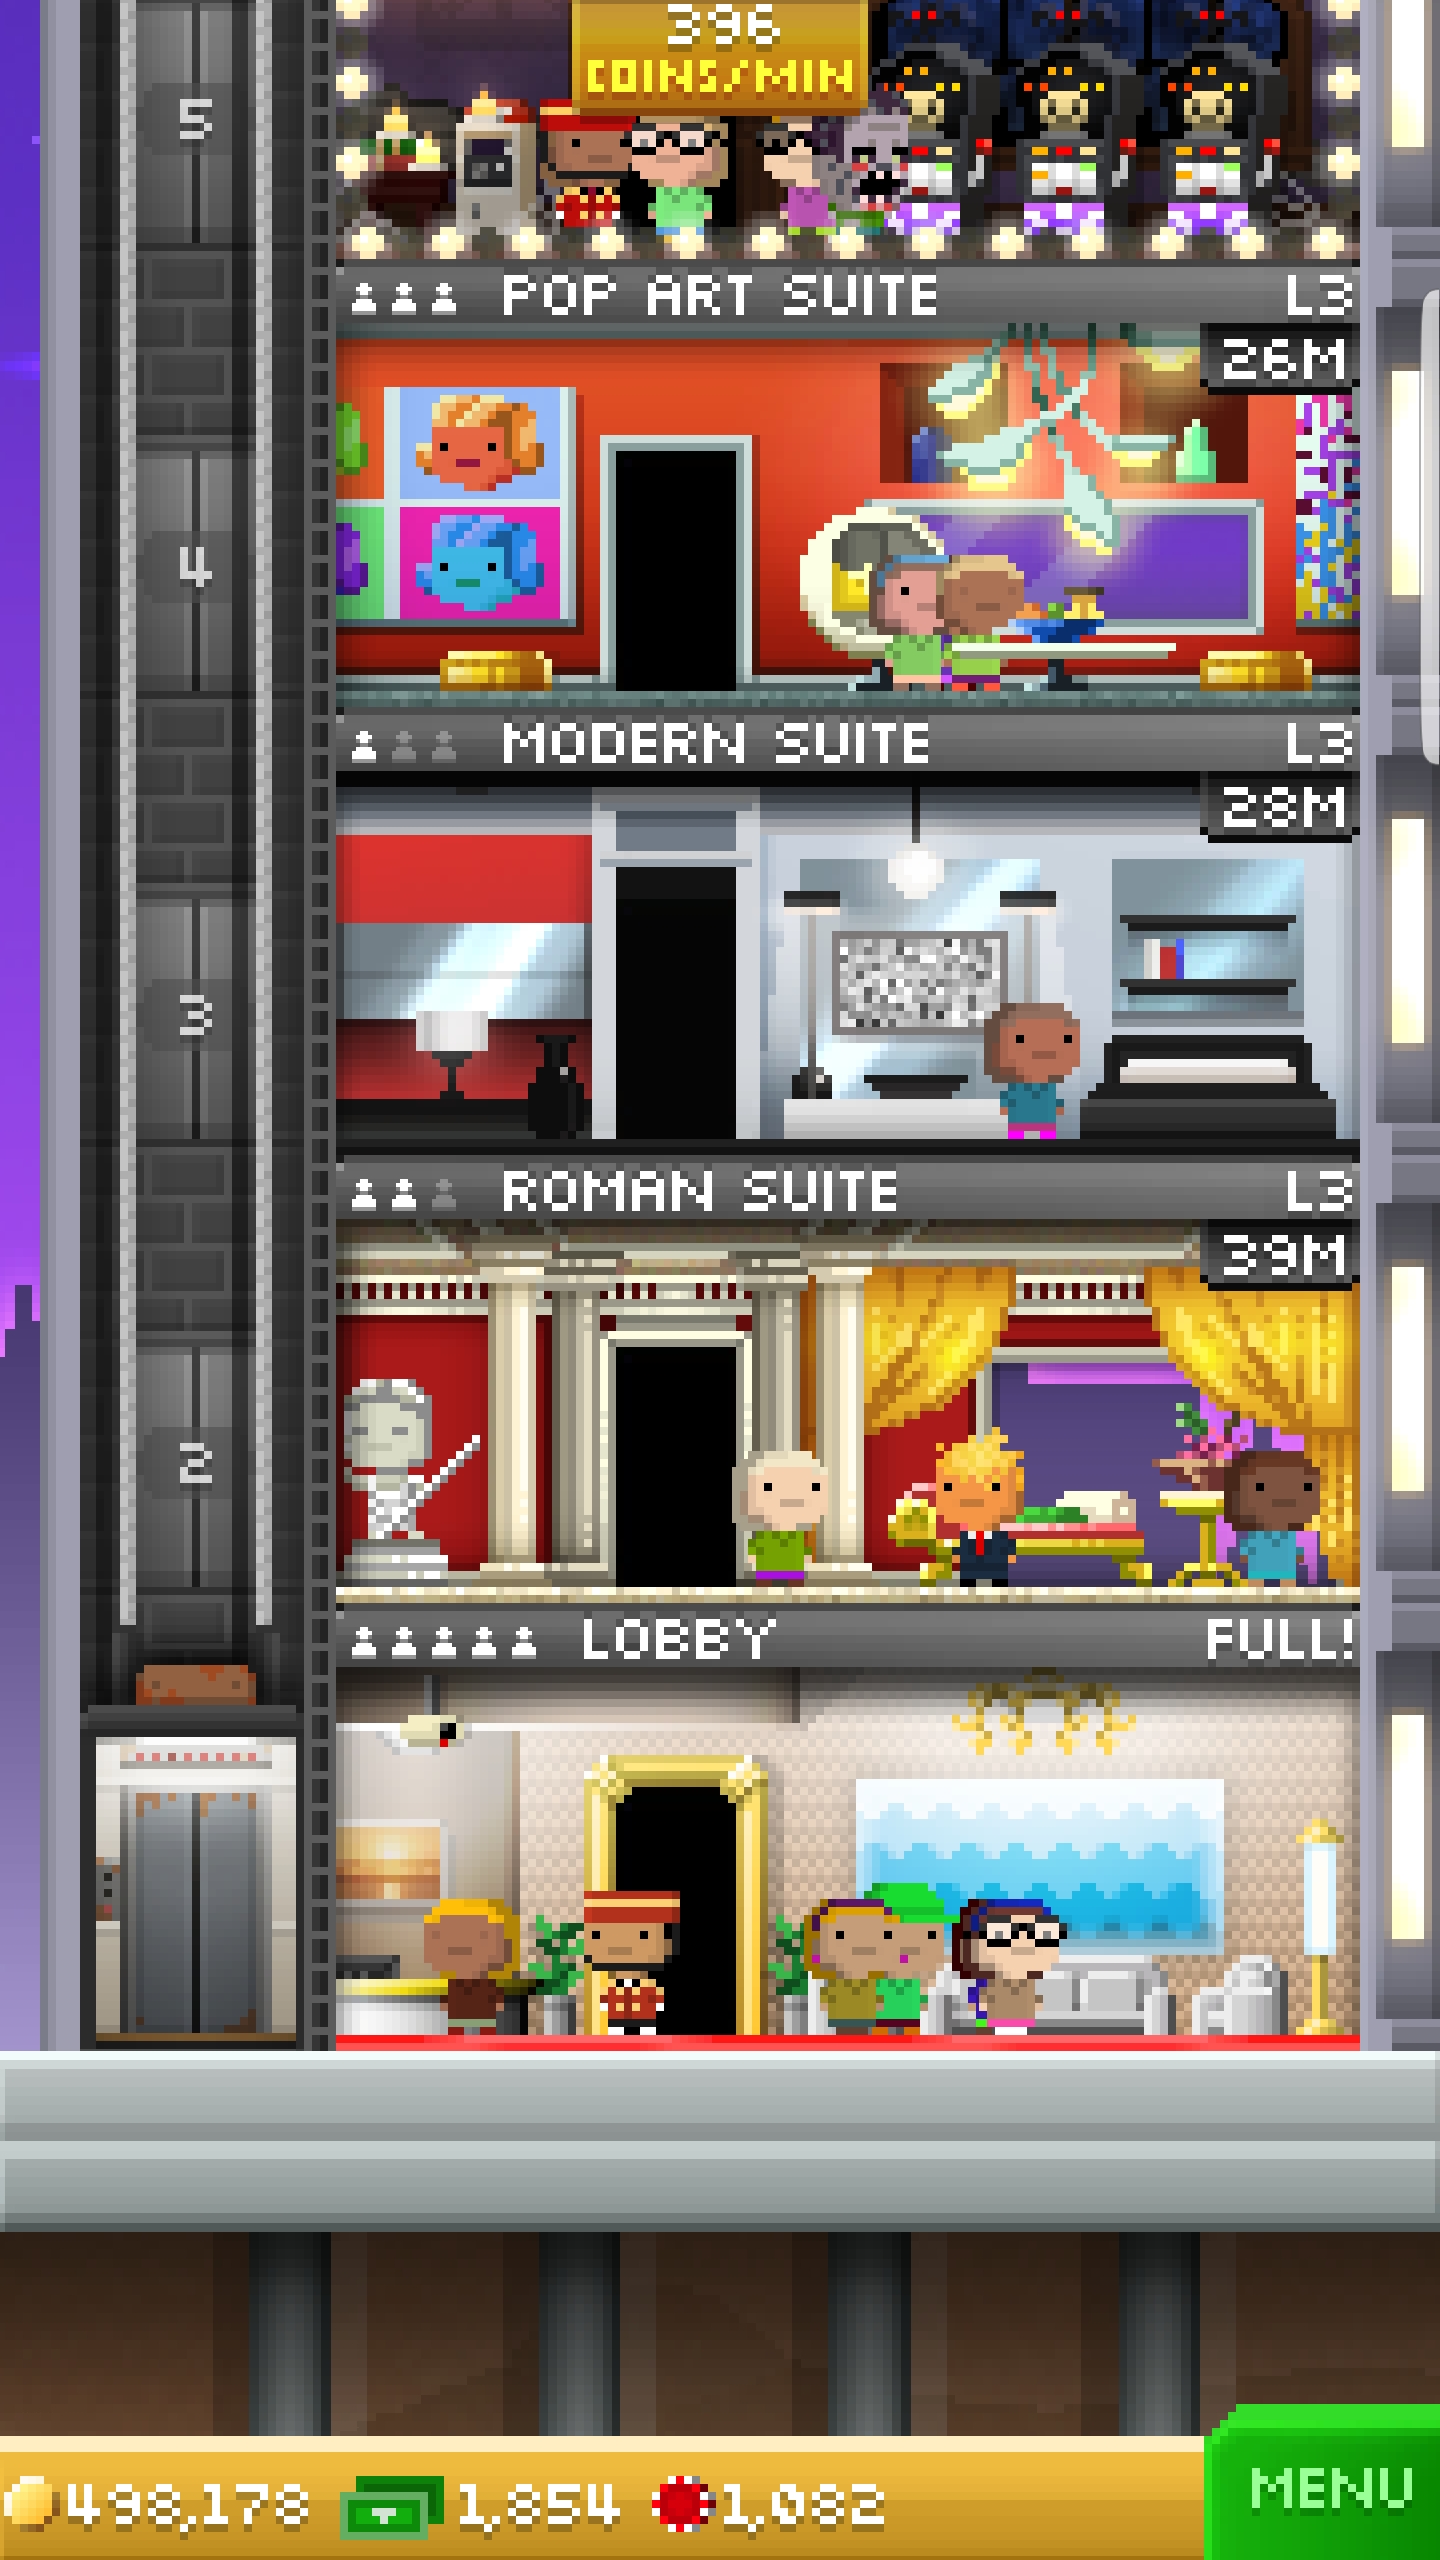 396
COINS/MIN
5
POP ART SUITE L3
26M
4
MODERN SUITE L3
28M
3
ROMAN SUITE L3
39M
2
LOBBY FULL!
498,178 1,854 1,082
MENU